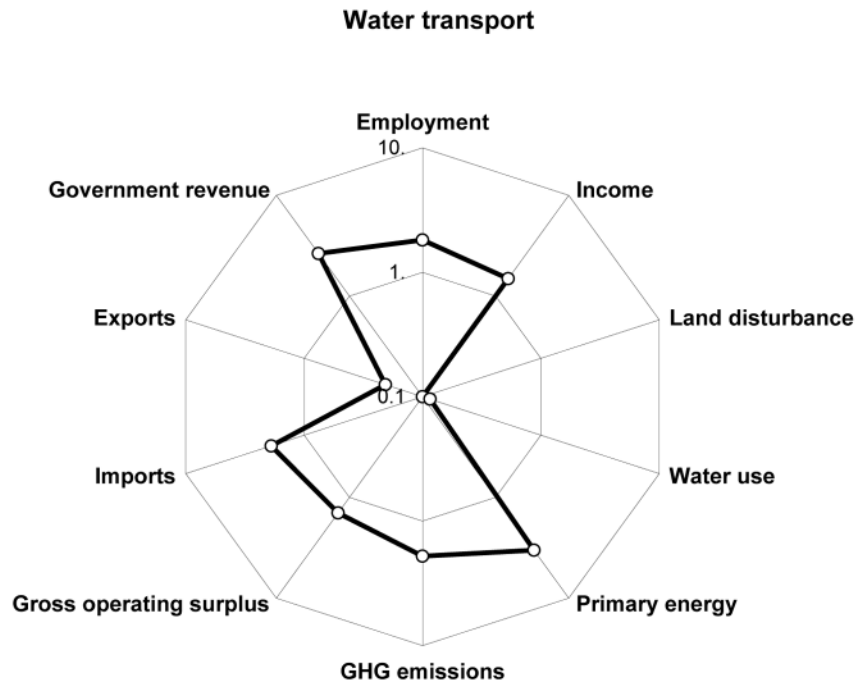 Water transport
Employment
10.
Government revenue
Income
1.
Exports
Land disturbance
0.1
Imports
Water use
Gross operating surplus
Primary energy
GHG emissions